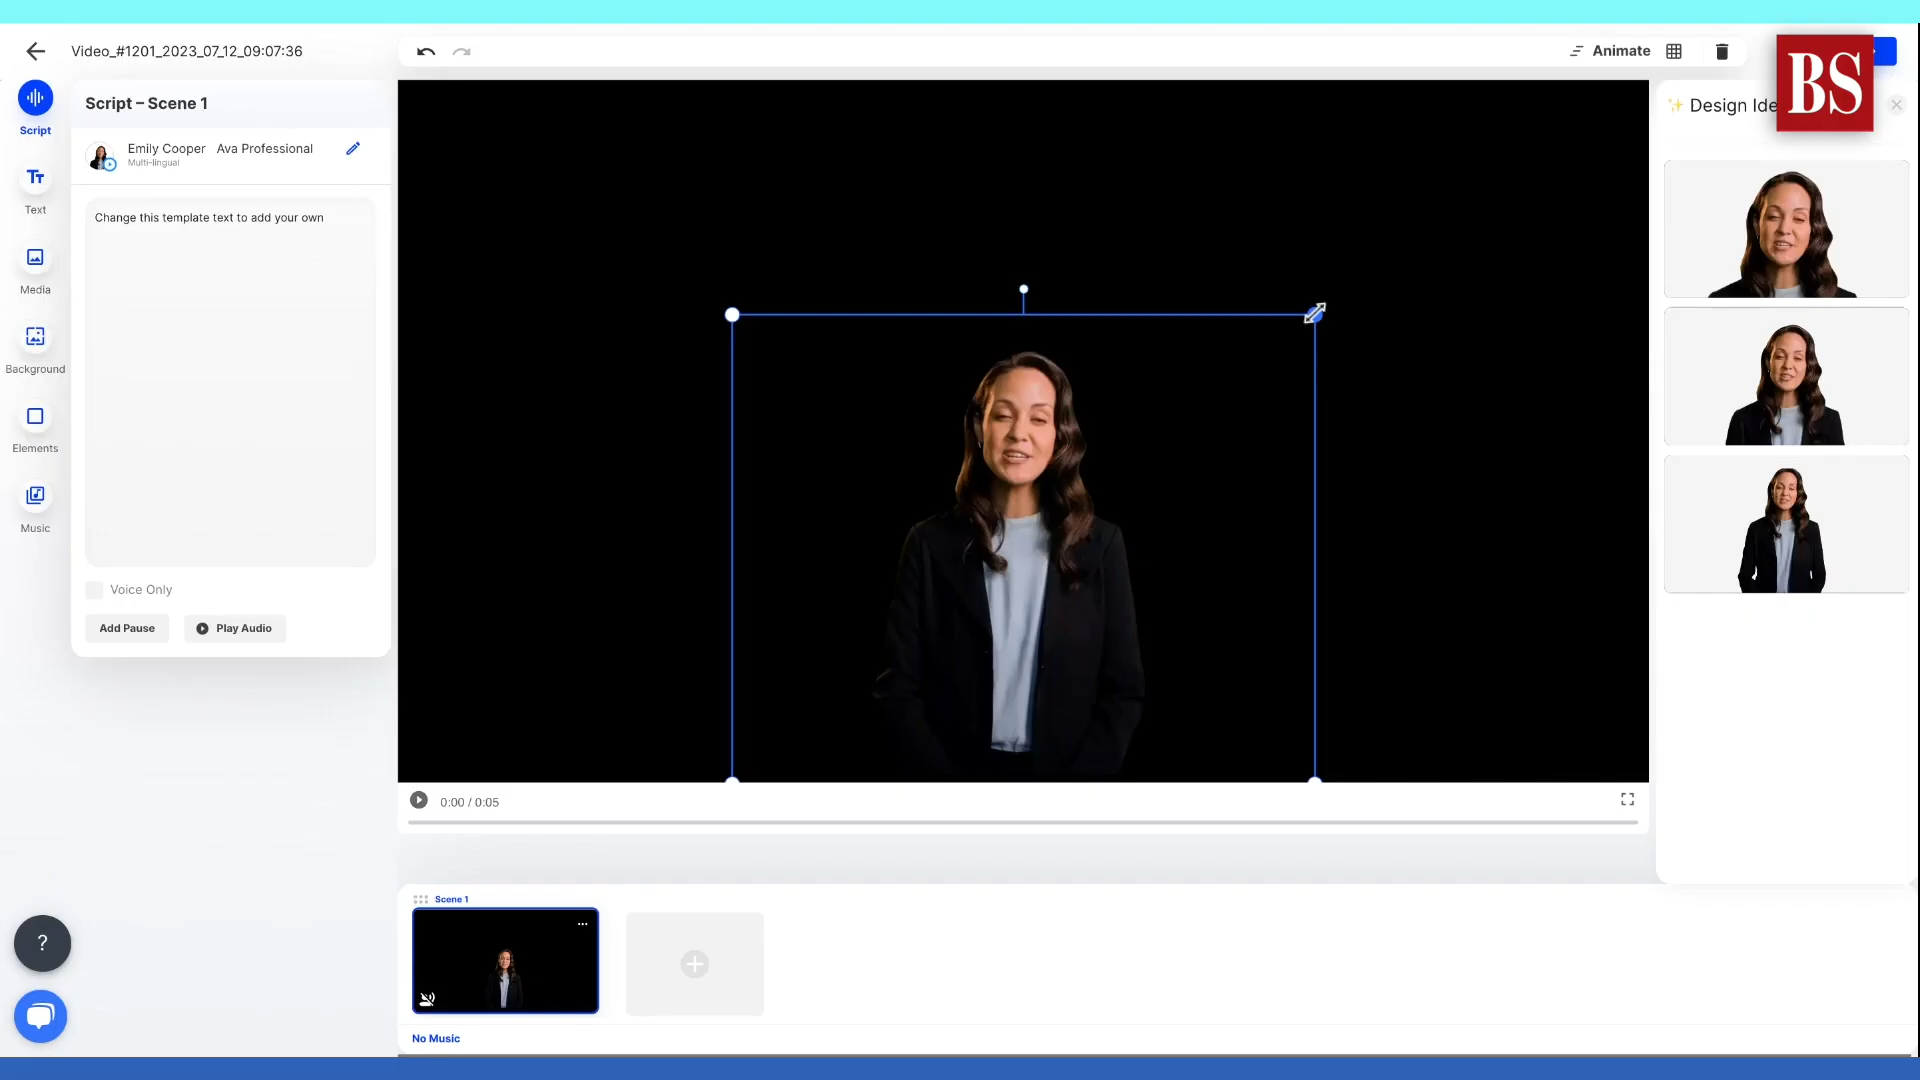 Video_#1201_2023_07_12_09:07:36
Animate
BS
Script
Script – Scene 1
Emily Cooper Ava Professional
Multi-lingual
Design Ide
Change this template text to add your own
Text
Media
Background
Elements
Music
Voice Only
Add Pause
Play Audio
0:00 / 0:05
Scene 1
?
No Music